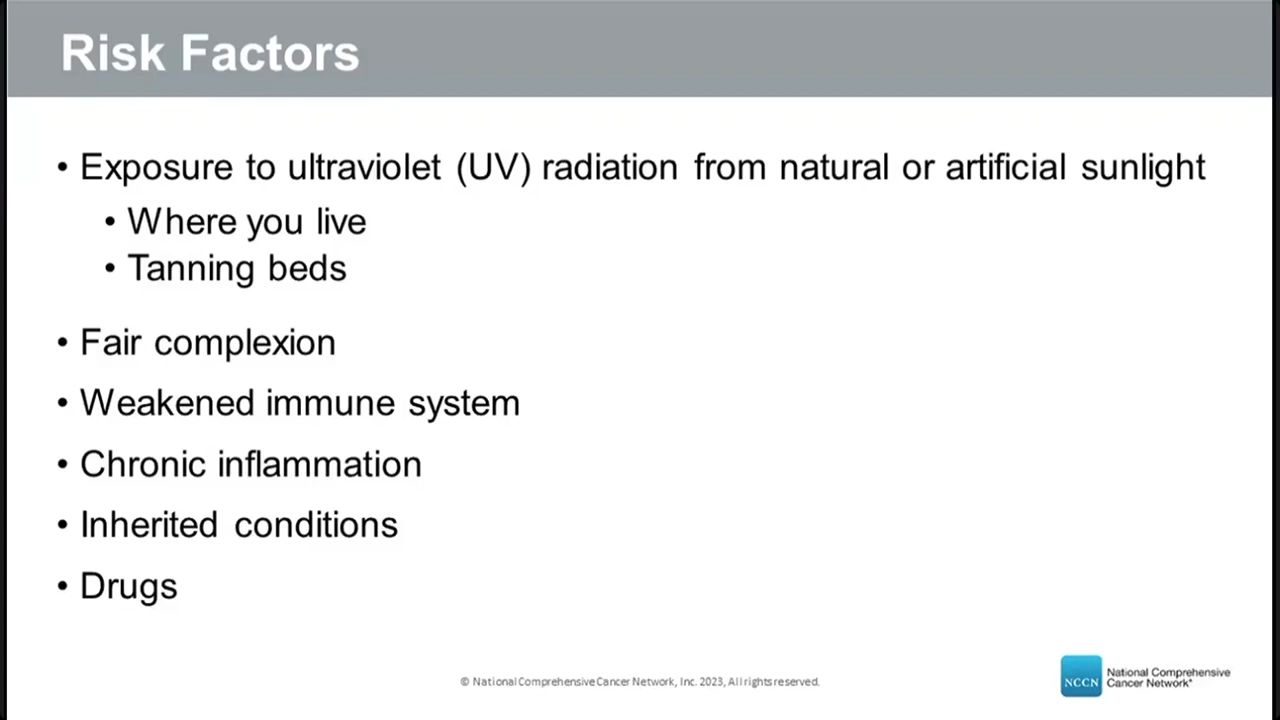 Risk Factors
• Exposure to ultraviolet (UV) radiation from natural or artificial sunlight
• Where you live
• Tanning beds
• Fair complexion
• Weakened immune system
• Chronic inflammation
• Inherited conditions
• Drugs
© National Comprehensive Cancer Network, Inc. 2023, All rights reserved.
NCCN
National Comprehensive
Cancer Network®